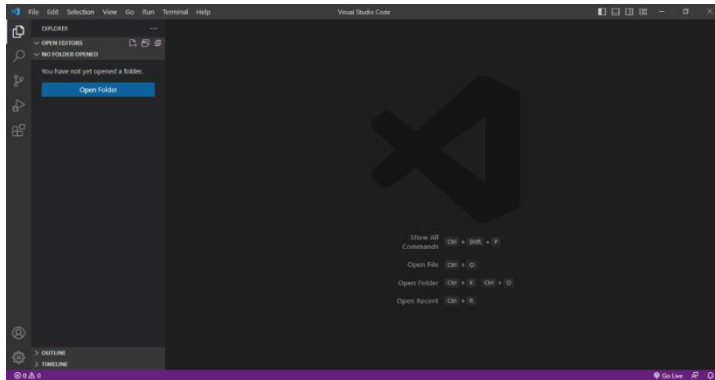 File Edit Selection View Go Run Terminal Help
Visual Studio Code
EXPLORER
OPEN EDITORS
NO FOLDER OPENED
You have not yet opened a folder.
Open Folder
Show All
Commands
Ctrl + Shift + P
Open File Ctrl + O
Open Folder Ctrl + K Ctrl + O
Open Recent Ctrl + R
OUTLINE
TIMELINE
0 0
Go Live